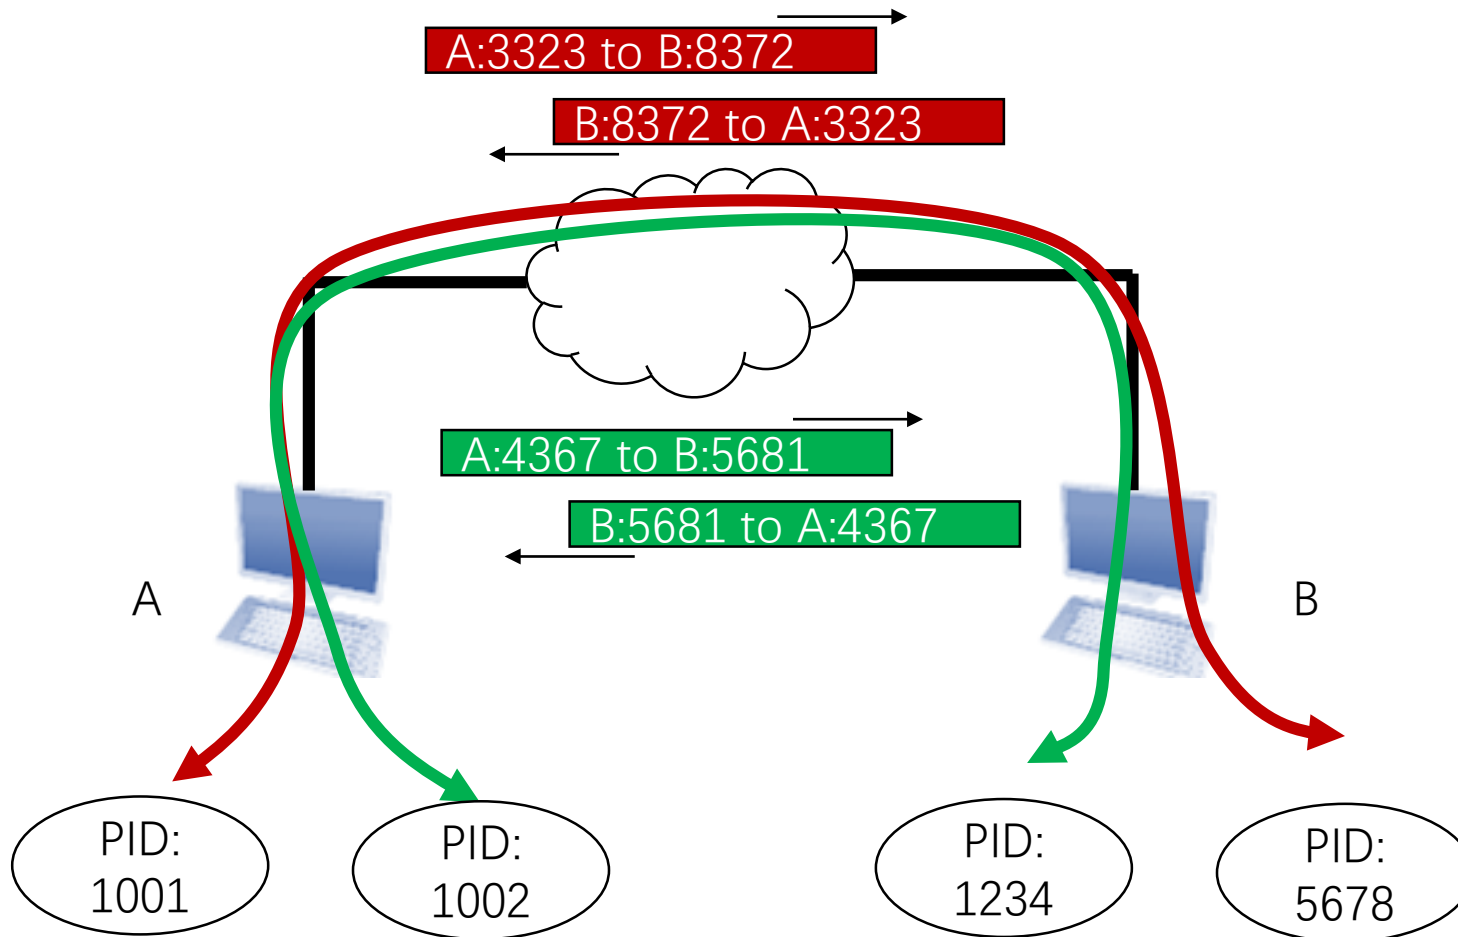 A:3323 to B:8372
B:8372 to A:3323
A:4367 to B:5681
B:5681 to A:4367
A
B
PID:
1001
PID:
1002
PID:
1234
PID:
5678